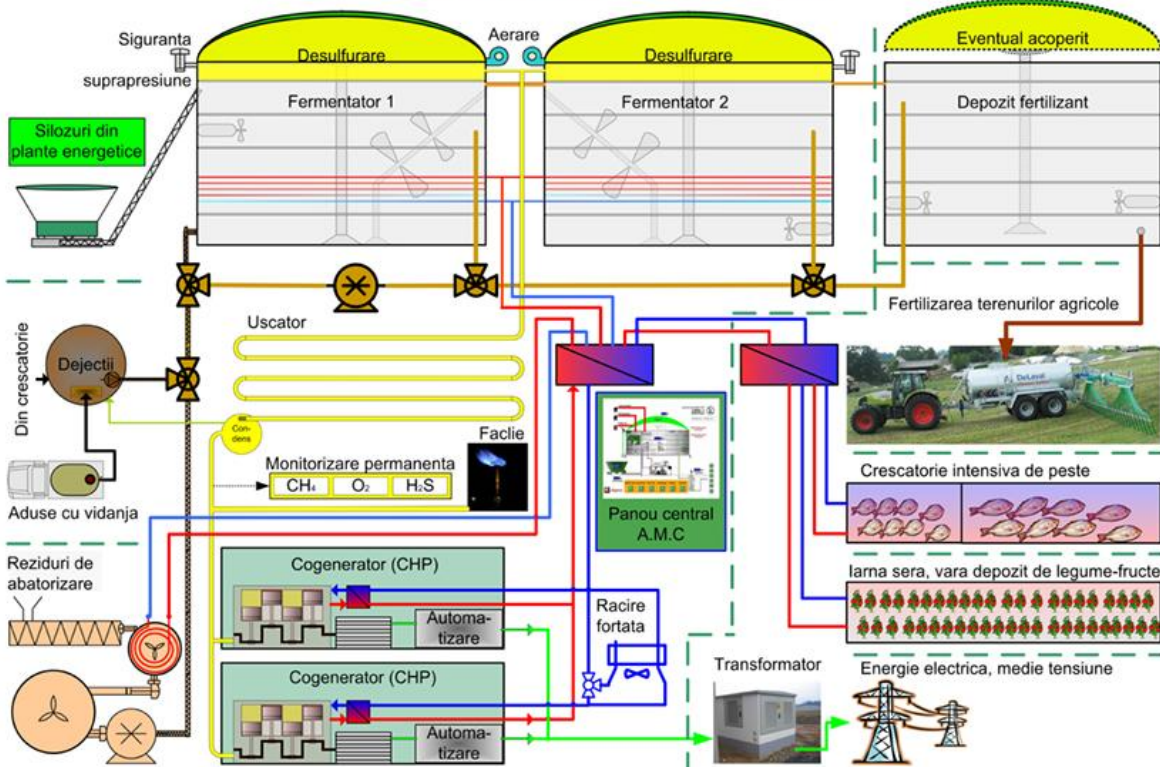 Siguranta
suprapresiune
Desulfurare
Aerare
Desulfurare
Eventual acoperit
Fermentator 1
Fermentator 2
Depozit fertilizant
Silozuri din
plante energetice
Fertilizarea terenurilor agricole
Din crescatorie
Dejectii
Uscator
DeLaval
Con-
dens
Faclie
Monitorizare permanenta
CH₄
O₂
H₂S
Aduse cu vidanja
Panou central
A.M.C
Crescatorie intensiva de peste
Reziduri de
abatorizare
Cogenerator (CHP)
Automa-
tizare
Racire
fortata
Iarna sera, vara depozit de legume-fructe
Cogenerator (CHP)
Automa-
tizare
Transformator
Energie electrica, medie tensiune